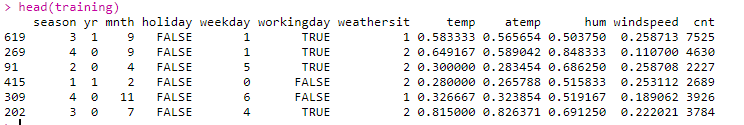 > head(training)
season yr mnth holiday weekday workingday weathersit temp atemp hum windspeed cnt
619 3 1 9 FALSE 1 TRUE 1 0.583333 0.565654 0.503750 0.258713 7525
269 4 0 9 FALSE 1 TRUE 2 0.649167 0.589042 0.848333 0.110700 4630
91 2 0 4 FALSE 5 TRUE 2 0.300000 0.283454 0.686250 0.258708 2227
415 1 1 2 FALSE 0 FALSE 2 0.280000 0.265788 0.515833 0.253112 2689
309 4 0 11 FALSE 6 FALSE 1 0.326667 0.323854 0.519167 0.189062 3926
202 3 0 7 FALSE 4 TRUE 2 0.815000 0.826371 0.691250 0.222021 3784
>